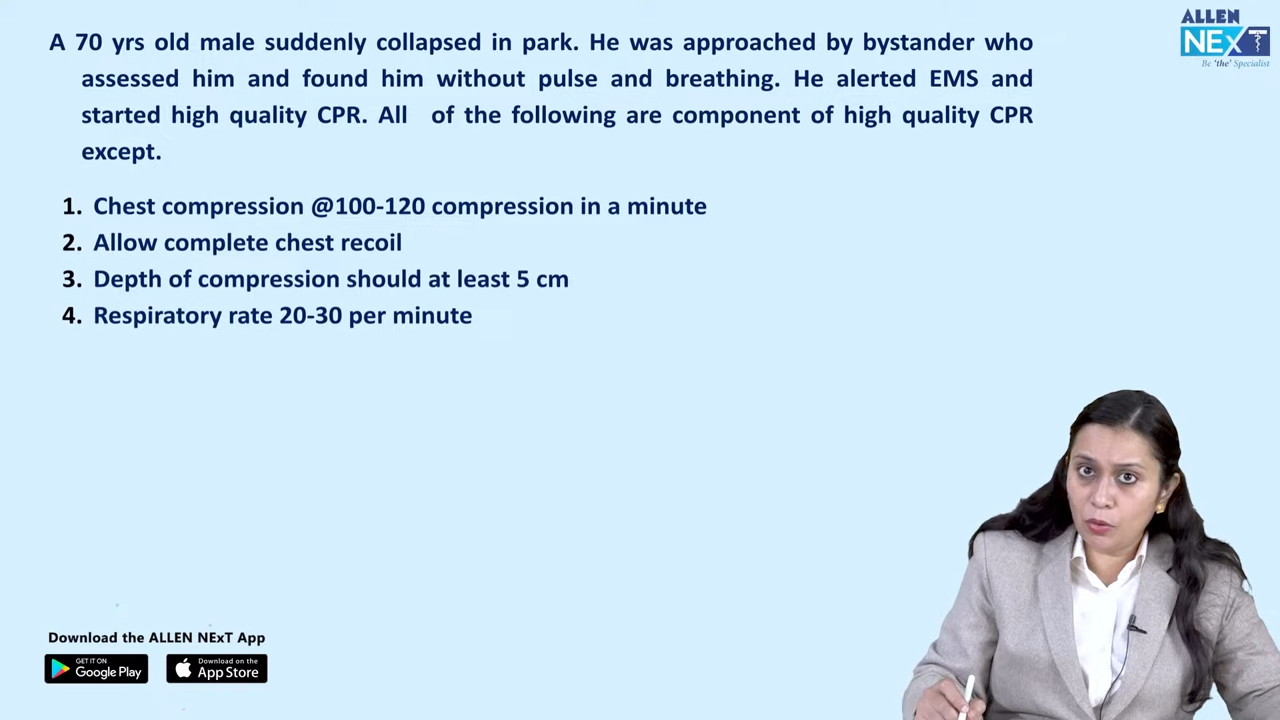 ALLEN
NExT
Be 'the' Specialist
A 70 yrs old male suddenly collapsed in park. He was approached by bystander who
assessed him and found him without pulse and breathing. He alerted EMS and
started high quality CPR. All of the following are component of high quality CPR
except.
1. Chest compression @100-120 compression in a minute
2. Allow complete chest recoil
3. Depth of compression should at least 5 cm
4. Respiratory rate 20-30 per minute
Download the ALLEN NExT App
GET IT ON
Google Play
Download on the
App Store